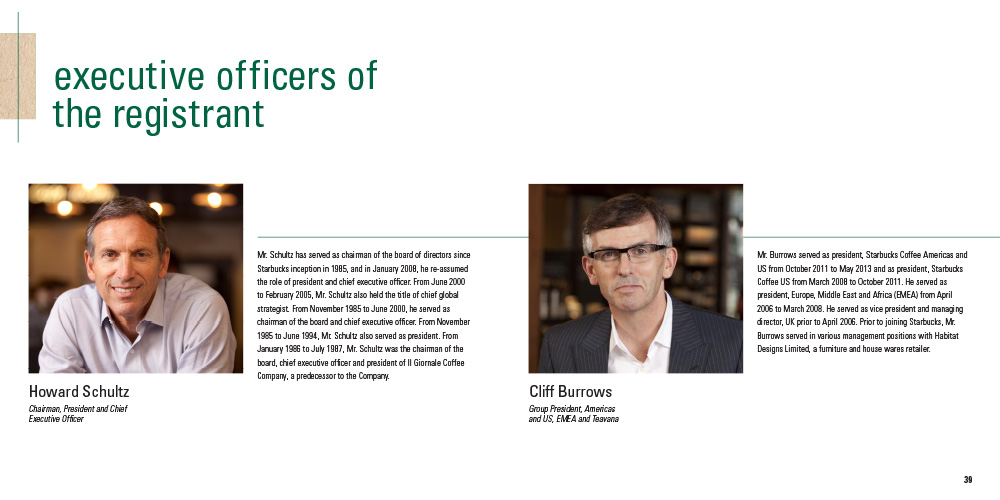 executive officers of
the registrant
Mr. Schultz has served as chairman of the board of directors since
Starbucks inception in 1985, and in January 2008, he re-assumed
the role of president and chief executive officer. From June 2000
to February 2005, Mr. Schultz also held the title of chief global
strategist. From November 1985 to June 2000, he served as
chairman of the board and chief executive officer. From November
1985 to June 1994, Mr. Schultz also served as president. From
January 1986 to July 1987, Mr. Schultz was the chairman of the
board, chief executive officer and president of Il Giornale Coffee
Company, a predecessor to the Company.
Howard Schultz
Chairman, President and Chief
Executive Officer
Mr. Burrows served as president, Starbucks Coffee Americas and
US from October 2011 to May 2013 and as president, Starbucks
Coffee US from March 2008 to October 2011. He served as
president, Europe, Middle East and Africa (EMEA) from April
2006 to March 2008. He served as vice president and managing
director, UK prior to April 2006. Prior to joining Starbucks, Mr.
Burrows served in various management positions with Habitat
Designs Limited, a furniture and house wares retailer.
Cliff Burrows
Group President, Americas
and US, EMEA and Teavana
39